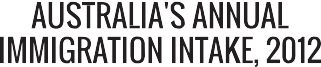 AUSTRALIA'S ANNUAL
IMMIGRATION INTAKE, 2012